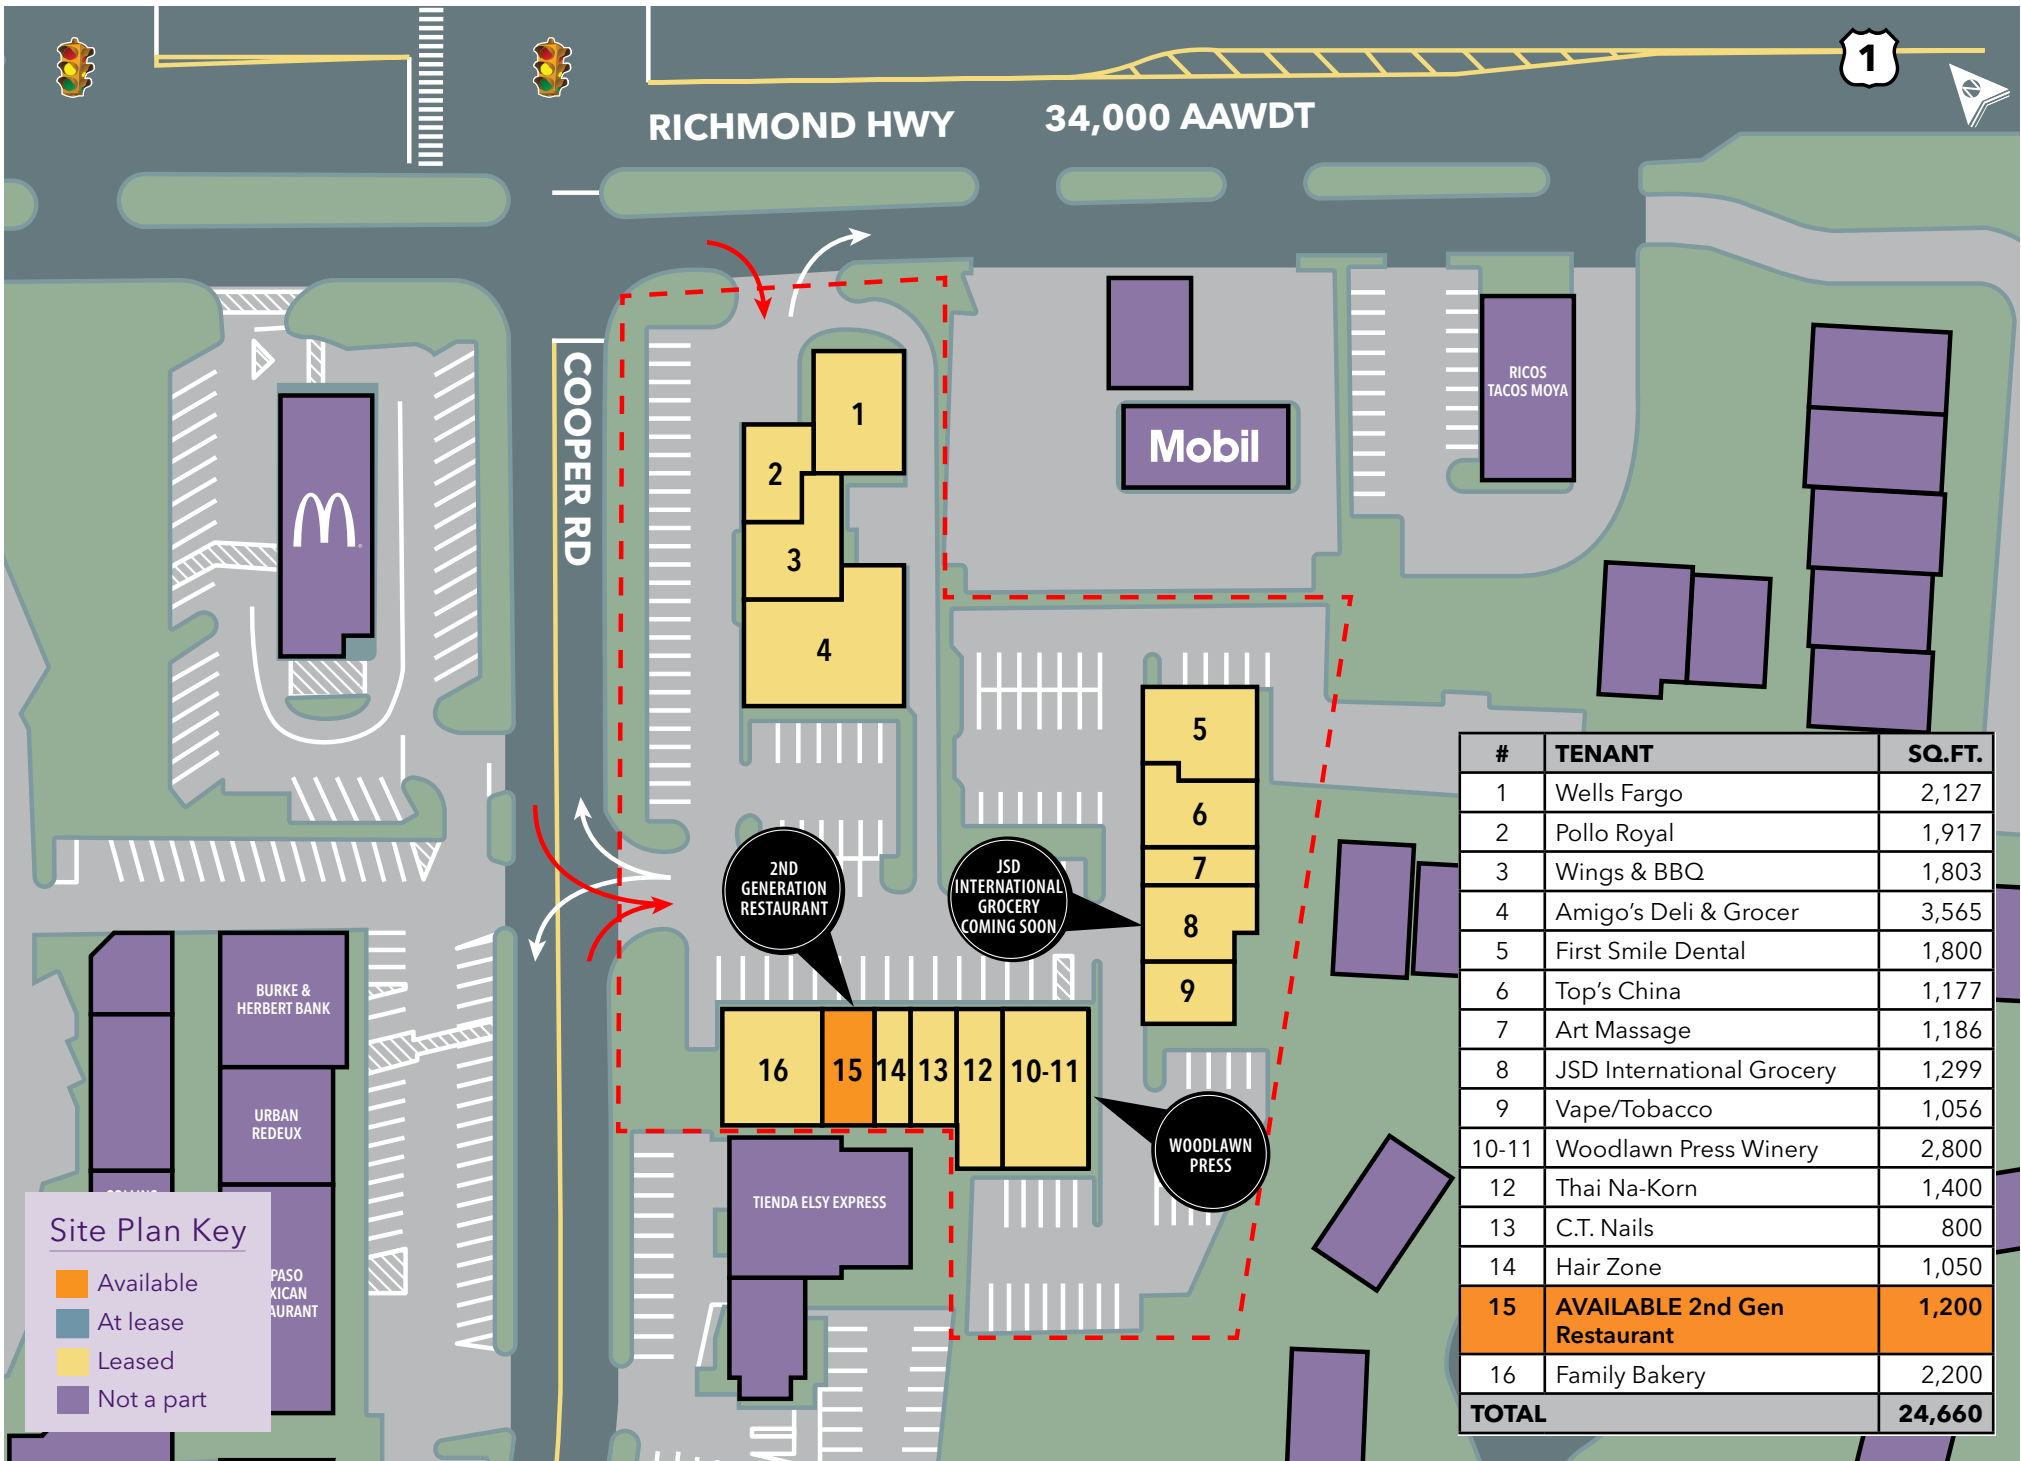 1
RICHMOND HWY 34,000 AAWDT
COOPER RD
RICOS
TACOS MOYA
Mobil
1
2
3
4
5
6
7
8
9
2ND
GENERATION
RESTAURANT
JSD
INTERNATIONAL
GROCERY
COMING SOON
16 15 14 13 12 10-11
WOODLAWN
PRESS
TIENDA ELSY EXPRESS
BURKE &
HERBERT BANK
URBAN
REDEUX
PASO
XICAN
AURANT
Site Plan Key
Available
At lease
Leased
Not a part
# TENANT SQ.FT.
1 Wells Fargo 2,127
2 Pollo Royal 1,917
3 Wings & BBQ 1,803
4 Amigo's Deli & Grocer 3,565
5 First Smile Dental 1,800
6 Top's China 1,177
7 Art Massage 1,186
8 JSD International Grocery 1,299
9 Vape/Tobacco 1,056
10-11 Woodlawn Press Winery 2,800
12 Thai Na-Korn 1,400
13 C.T. Nails 800
14 Hair Zone 1,050
15 AVAILABLE 2nd Gen 1,200
Restaurant
16 Family Bakery 2,200
TOTAL 24,660